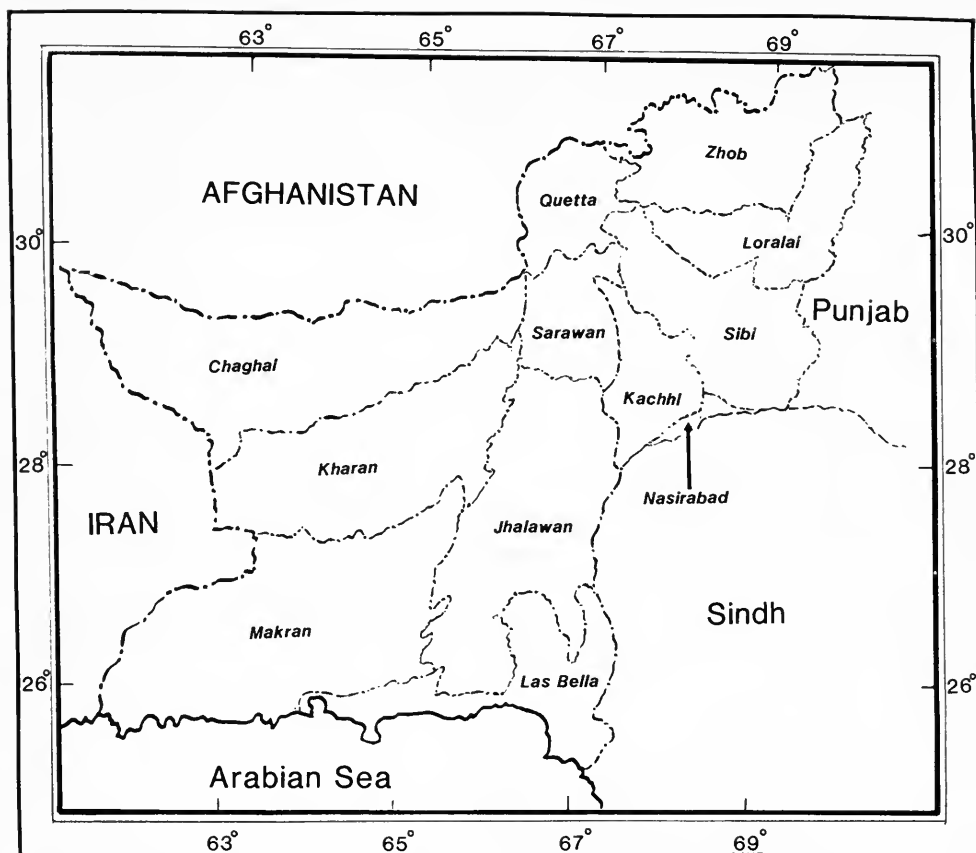 63° 65° 67° 69°
Zhob
AFGHANISTAN
Quetta
30° 30°
Loralai
Punjab
Sarawan
Sibi
Chaghai
Kachhi
28° 28°
Kharan
Nasirabad
IRAN
Jhalawan
Sindh
Makran
26° 26°
Las Bella
Arabian Sea
63° 65° 67° 69°